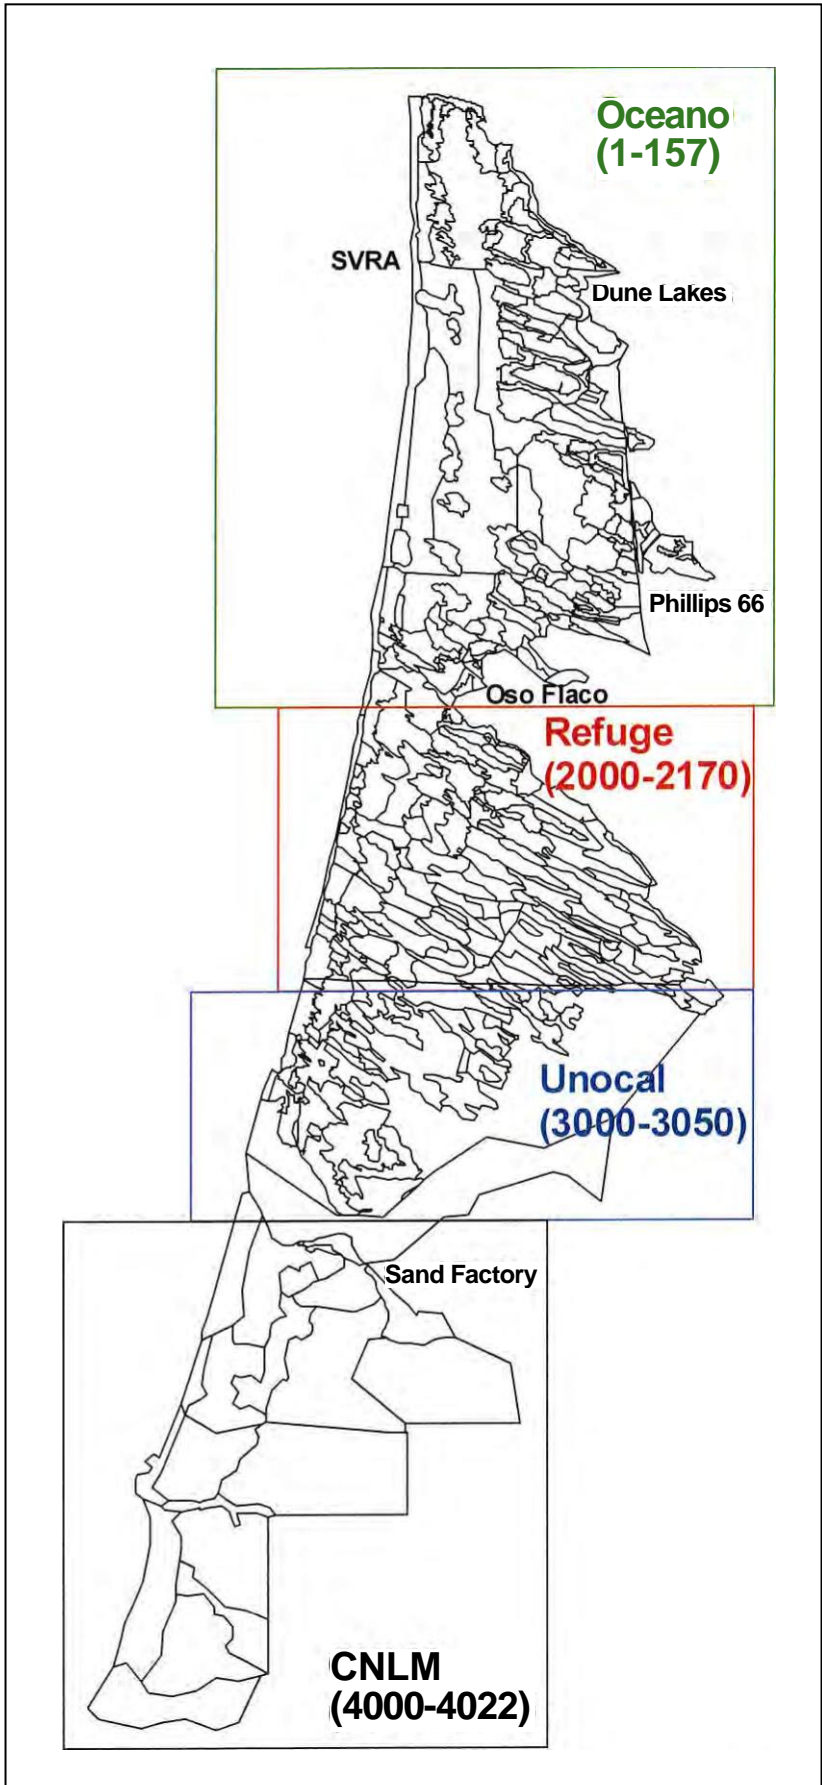 Oceano
(1-157)
SVRA
Dune Lakes
Phillips 66
Oso Flaco
Refuge
(2000-2170)
Unocal
(3000-3050)
Sand Factory
CNLM
(4000-4022)